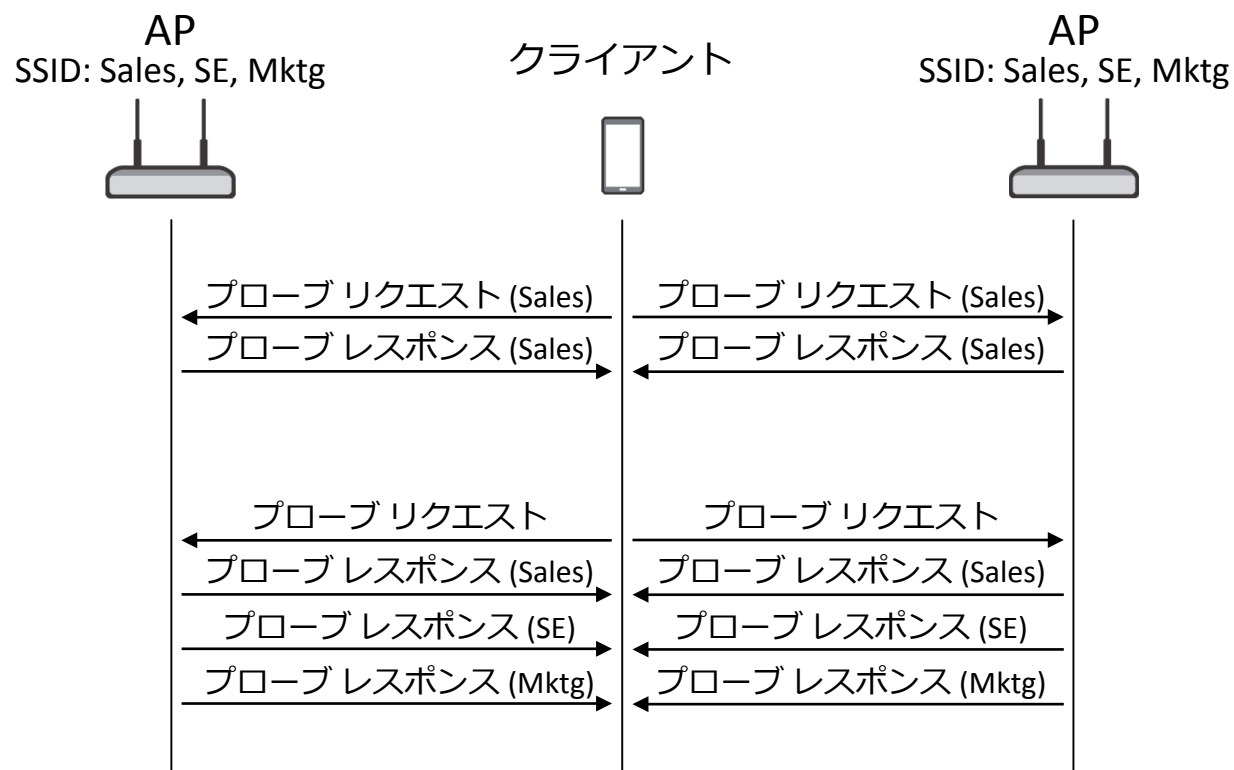 AP
SSID: Sales, SE, Mktg
クライアント
AP
SSID: Sales, SE, Mktg
プローブ リクエスト (Sales)
プローブ リクエスト (Sales)
プローブ レスポンス (Sales)
プローブ レスポンス (Sales)
プローブ リクエスト
プローブ リクエスト
プローブ レスポンス (Sales)
プローブ レスポンス (Sales)
プローブ レスポンス (SE)
プローブ レスポンス (SE)
プローブ レスポンス (Mktg)
プローブ レスポンス (Mktg)